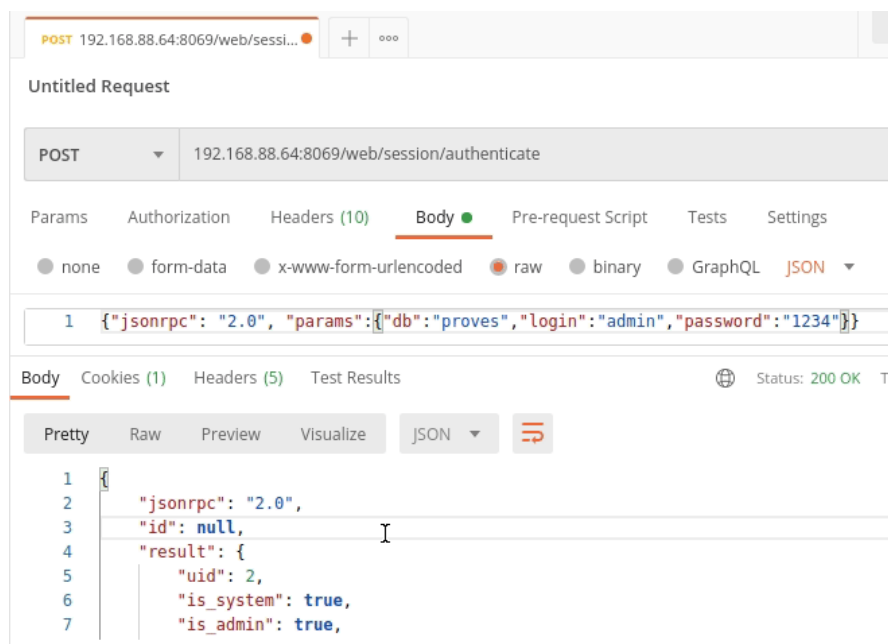 POST 192.168.88.64:8069/web/sessi...
Untitled Request
POST 192.168.88.64:8069/web/session/authenticate
Params Authorization Headers (10) Body Pre-request Script Tests Settings
none form-data x-www-form-urlencoded raw binary GraphQL JSON
1 {"jsonrpc": "2.0", "params":{"db":"proves","login":"admin","password":"1234"}}
Body Cookies (1) Headers (5) Test Results Status: 200 OK T
Pretty Raw Preview Visualize JSON
1 {
2 "jsonrpc": "2.0",
3 "id": null,
4 "result": {
5 "uid": 2,
6 "is_system": true,
7 "is_admin": true,